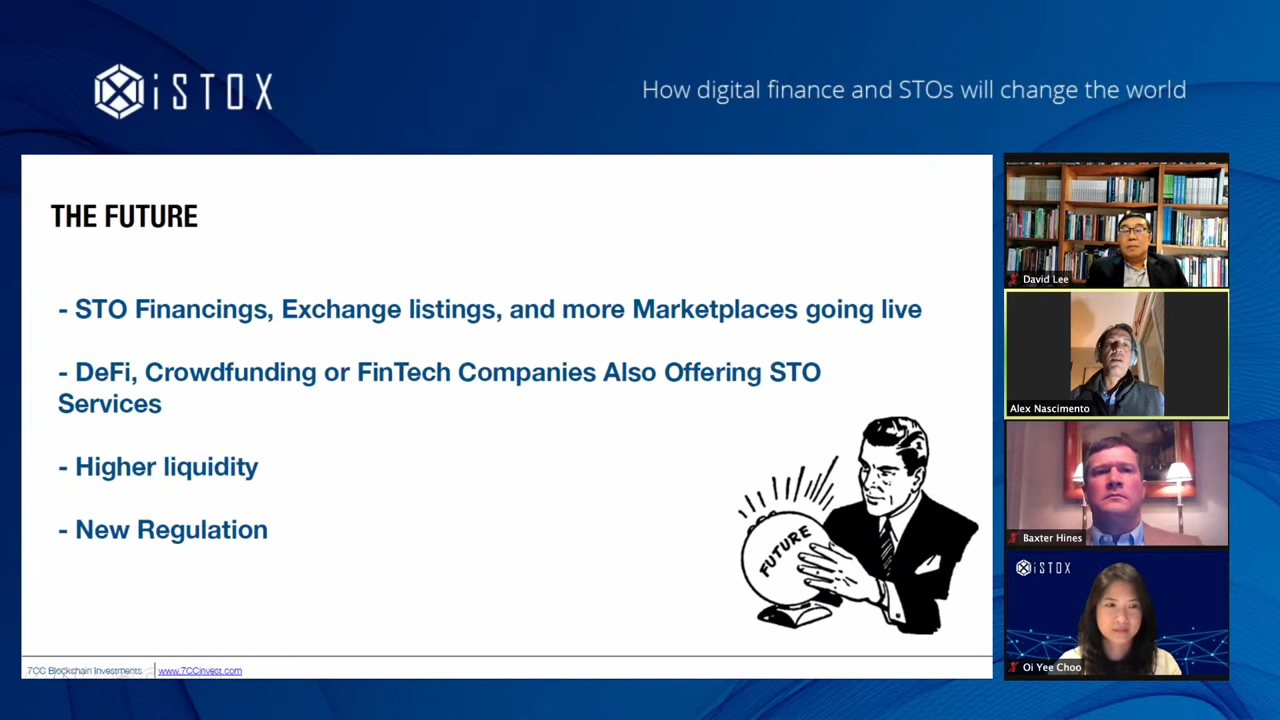 iSTOX
How digital finance and STOs will change the world
THE FUTURE
- STO Financings, Exchange listings, and more Marketplaces going live
- DeFi, Crowdfunding or FinTech Companies Also Offering STO
Services
- Higher liquidity
- New Regulation
FUTURE
7CC Blockchain Investments
www.7CCinvest.com
David Lee
Alex Nascimento
Baxter Hines
iSTOX
Oi Yee Choo